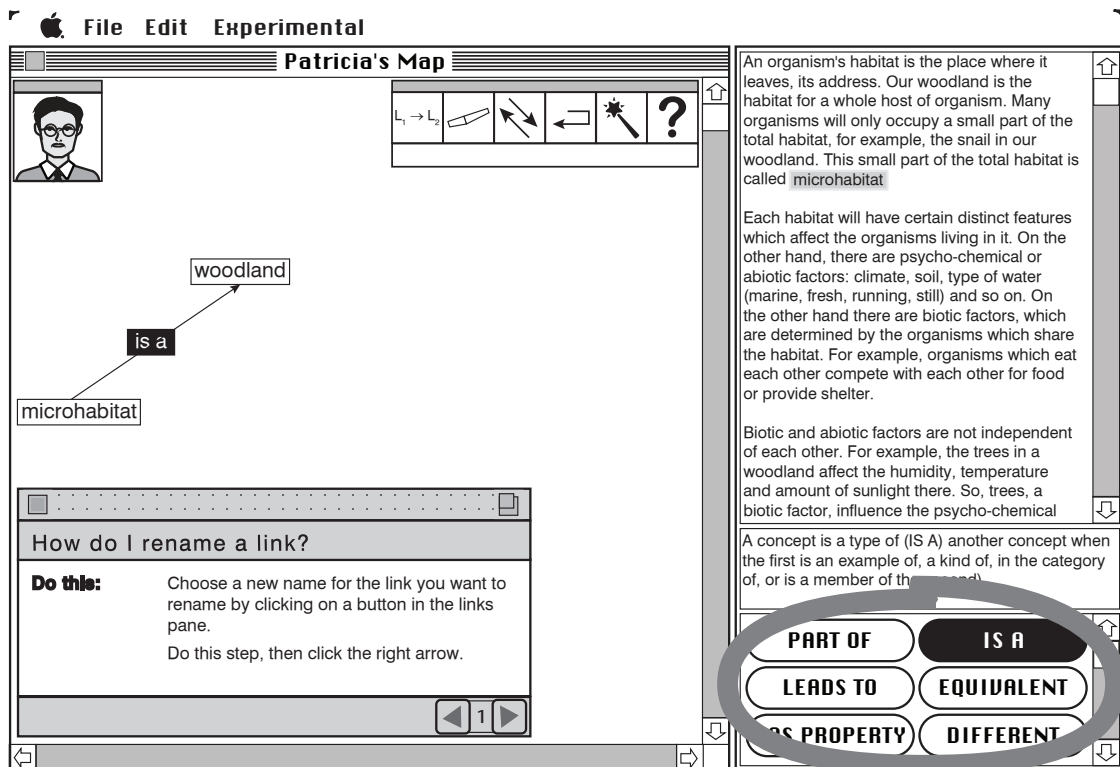 File Edit Experimental
Patricia's Map
L₁ → L₂
?
woodland
is a
microhabitat
How do I rename a link?
Do this:
Choose a new name for the link you want to
rename by clicking on a button in the links
pane.
Do this step, then click the right arrow.
1
An organism's habitat is the place where it
leaves, its address. Our woodland is the
habitat for a whole host of organism. Many
organisms will only occupy a small part of the
total habitat, for example, the snail in our
woodland. This small part of the total habitat is
called microhabitat
Each habitat will have certain distinct features
which affect the organisms living in it. On the
other hand, there are psycho-chemical or
abiotic factors: climate, soil, type of water
(marine, fresh, running, still) and so on. On
the other hand there are biotic factors, which
are determined by the organisms which share
the habitat. For example, organisms which eat
each other compete with each other for food
or provide shelter.
Biotic and abiotic factors are not independent
of each other. For example, the trees in a
woodland affect the humidity, temperature
and amount of sunlight there. So, trees, a
biotic factor, influence the psycho-chemical
A concept is a type of (IS A) another concept when
the first is an example of, a kind of, in the category
of, or is a member of
PART OF IS A
LEADS TO EQUIVALENT
PROPERTY DIFFERENT